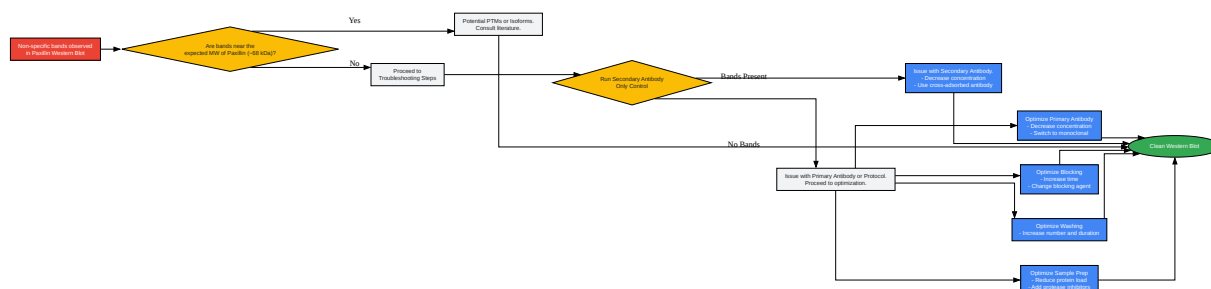 Non-specific bands observed
in Paxillin Western Blot
Are bands near the
expected MW of Paxillin (~68 kDa)?
Yes
Potential PTMs or Isoforms.
Consult literature.
No
Proceed to
Troubleshooting Steps
Run Secondary Antibody
Only Control
Bands Present
Issue with Secondary Antibody.
- Decrease concentration
- Use cross-adsorbed antibody
No Bands
Issue with Primary Antibody or Protocol.
Proceed to optimization.
Optimize Primary Antibody
- Decrease concentration
- Switch to monoclonal
Optimize Blocking
- Increase time
- Change blocking agent
Optimize Washing
- Increase number and duration
Optimize Sample Prep
- Reduce protein load
- Add protease inhibitors
Clean Western Blot